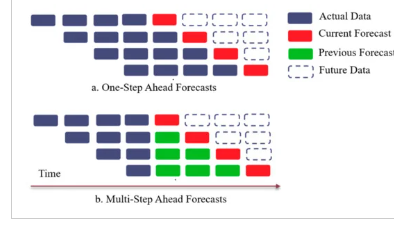 Actual Data
Current Forecast
Previous Forecast
Future Data
a. One-Step Ahead Forecasts
Time
b. Multi-Step Ahead Forecasts